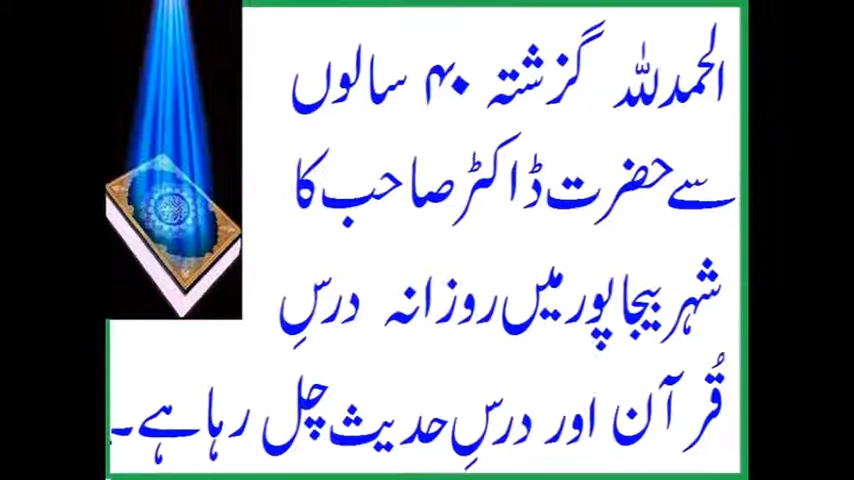 الحمدللہ گزشتہ ۴۰ سالوں
سے حضرت ڈاکٹر صاحب کا
شہر بیجاپور میں روزانہ درسِ
قُرآن اور درسِ حدیث چل رہا ہے۔